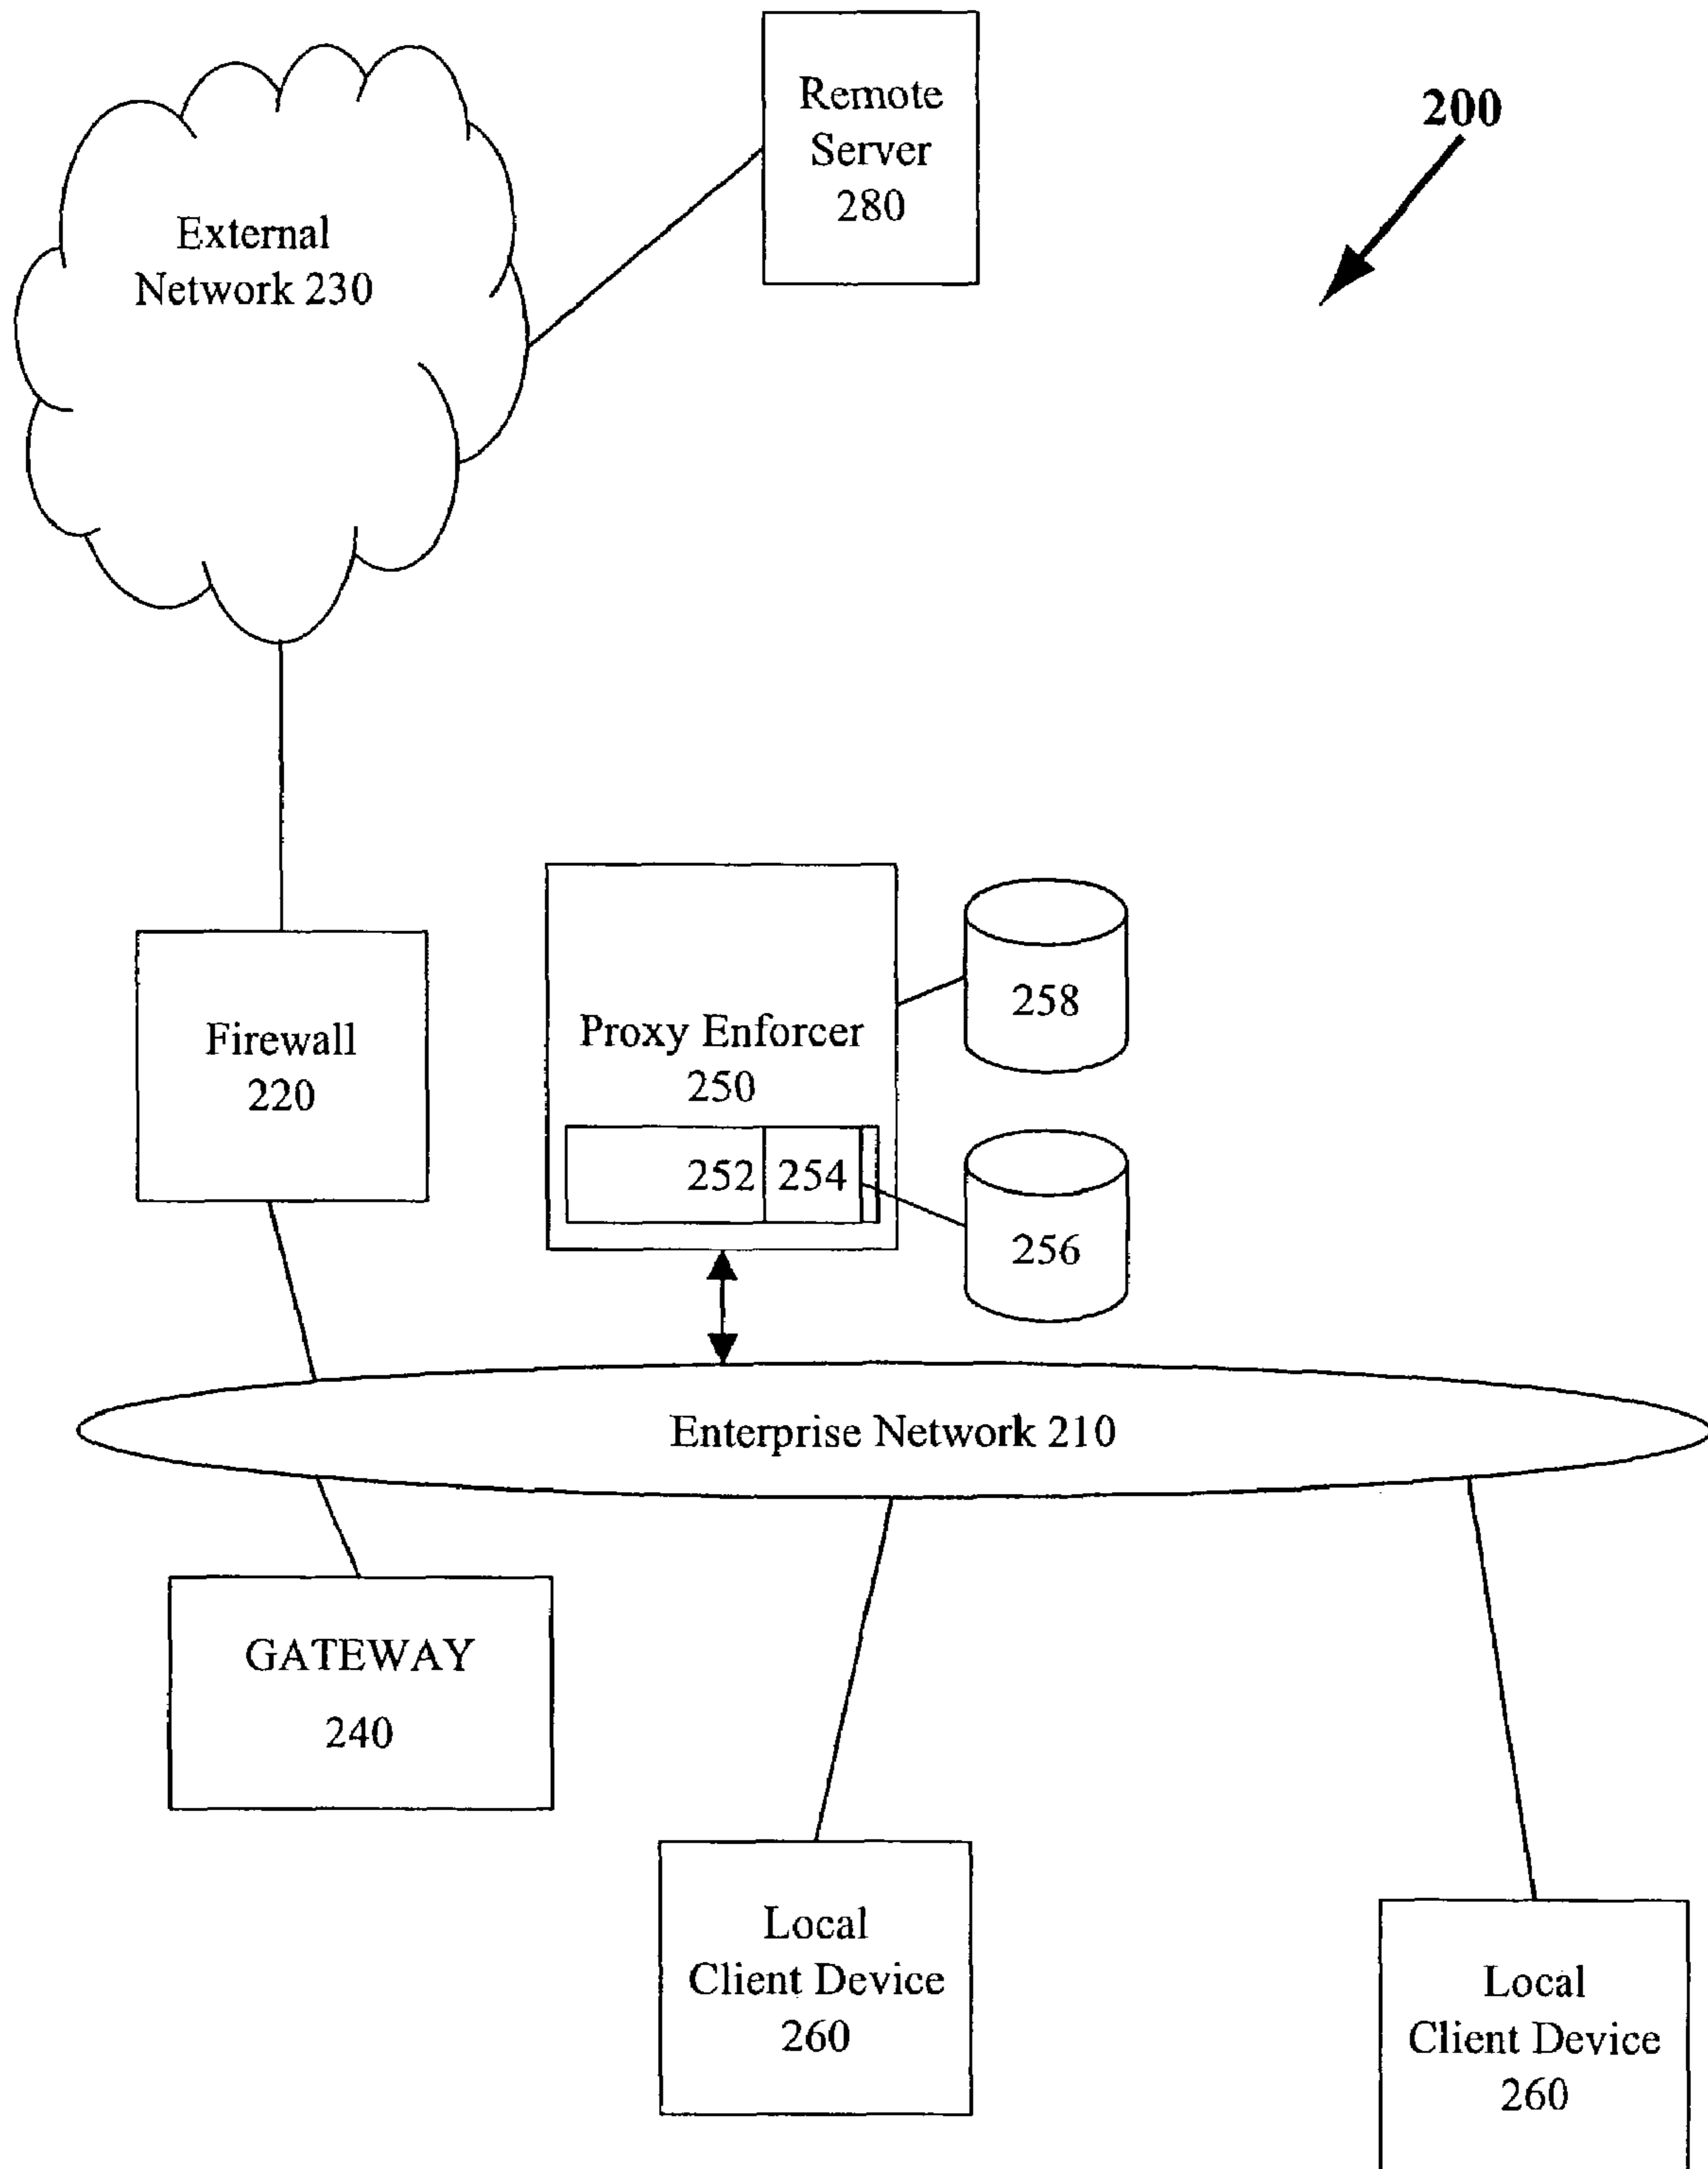 Remote
Server
280
200
External
Network 230
Firewall
220
Proxy Enforcer
250
252
254
258
256
Enterprise Network 210
GATEWAY
240
Local
Client Device
260
Local
Client Device
260